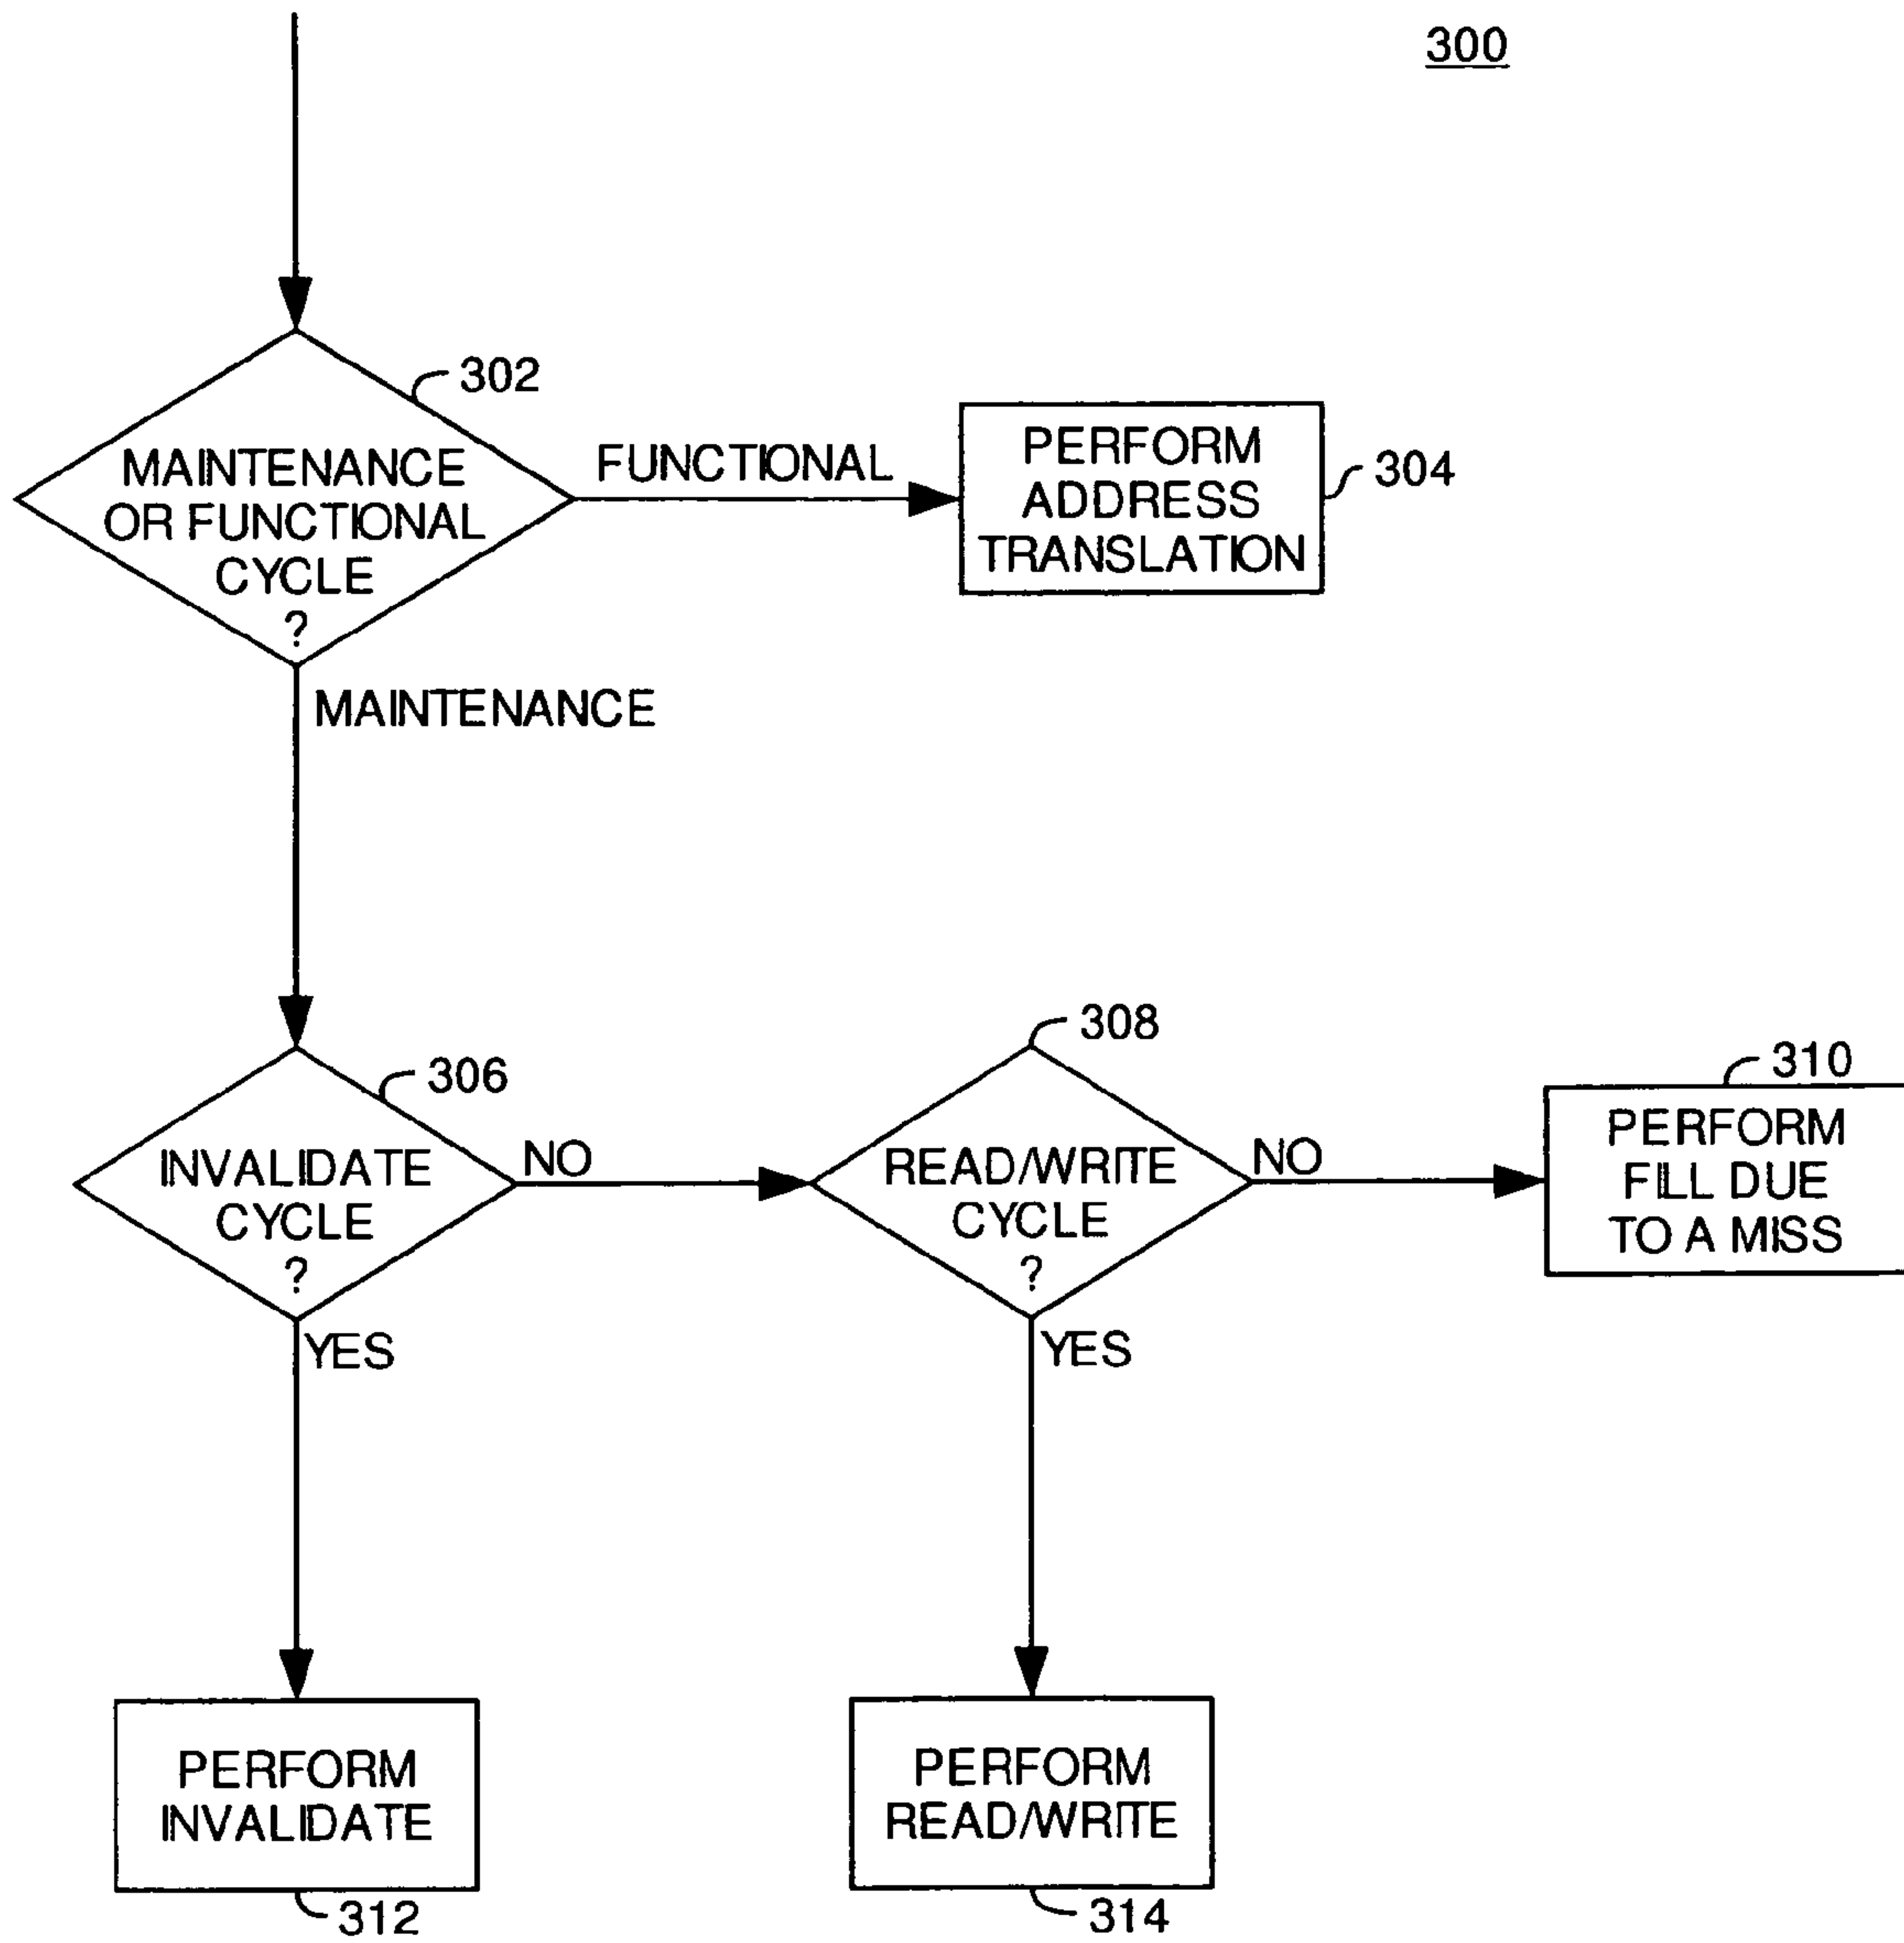 300
302
MAINTENANCE
OR FUNCTIONAL
CYCLE
?
FUNCTIONAL
PERFORM
ADDRESS
TRANSLATION
304
MAINTENANCE
306
INVALIDATE
CYCLE
?
NO
308
READ/WRITE
CYCLE
?
NO
310
PERFORM
FILL DUE
TO A MISS
YES
YES
PERFORM
INVALIDATE
312
PERFORM
READ/WRITE
314